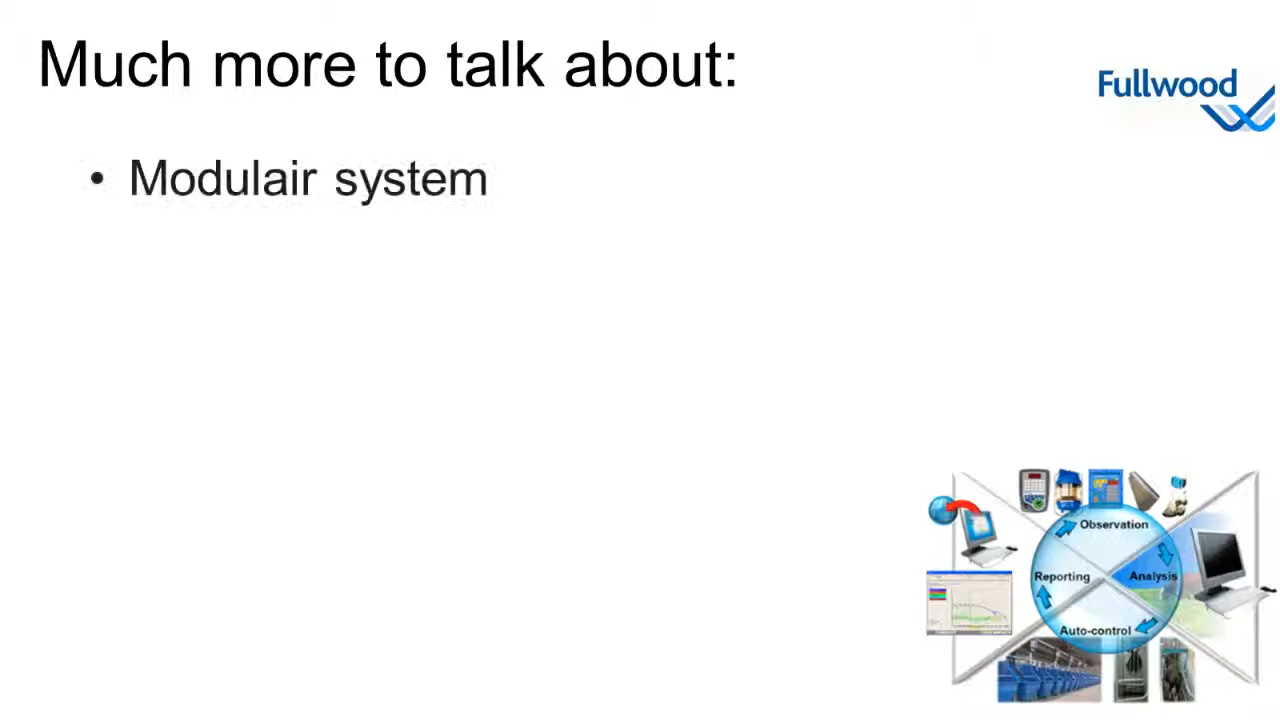 Much more to talk about:
Fullwood
• Modulair system
Observation
Reporting
Analysis
Auto-control